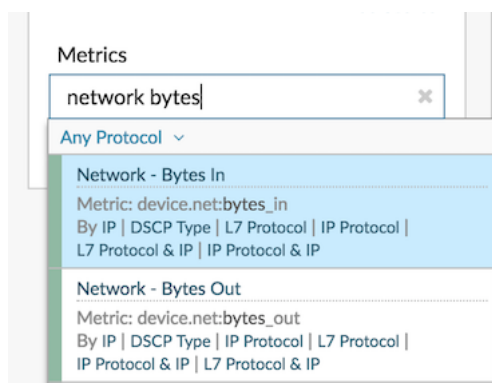 Metrics
network bytes
Any Protocol
Network - Bytes In
Metric: device.net:bytes_in
By IP | DSCP Type | L7 Protocol | IP Protocol |
L7 Protocol & IP | IP Protocol & IP
Network - Bytes Out
Metric: device.net:bytes_out
By IP | DSCP Type | IP Protocol | L7 Protocol |
IP Protocol & IP | L7 Protocol & IP